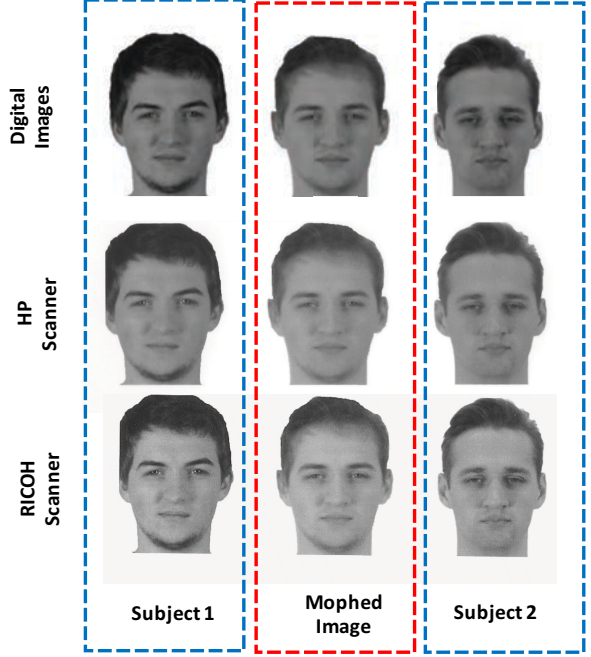 Digital
Images
HP
Scanner
RICOH
Scanner
Subject 1
Mophed
Image
Subject 2